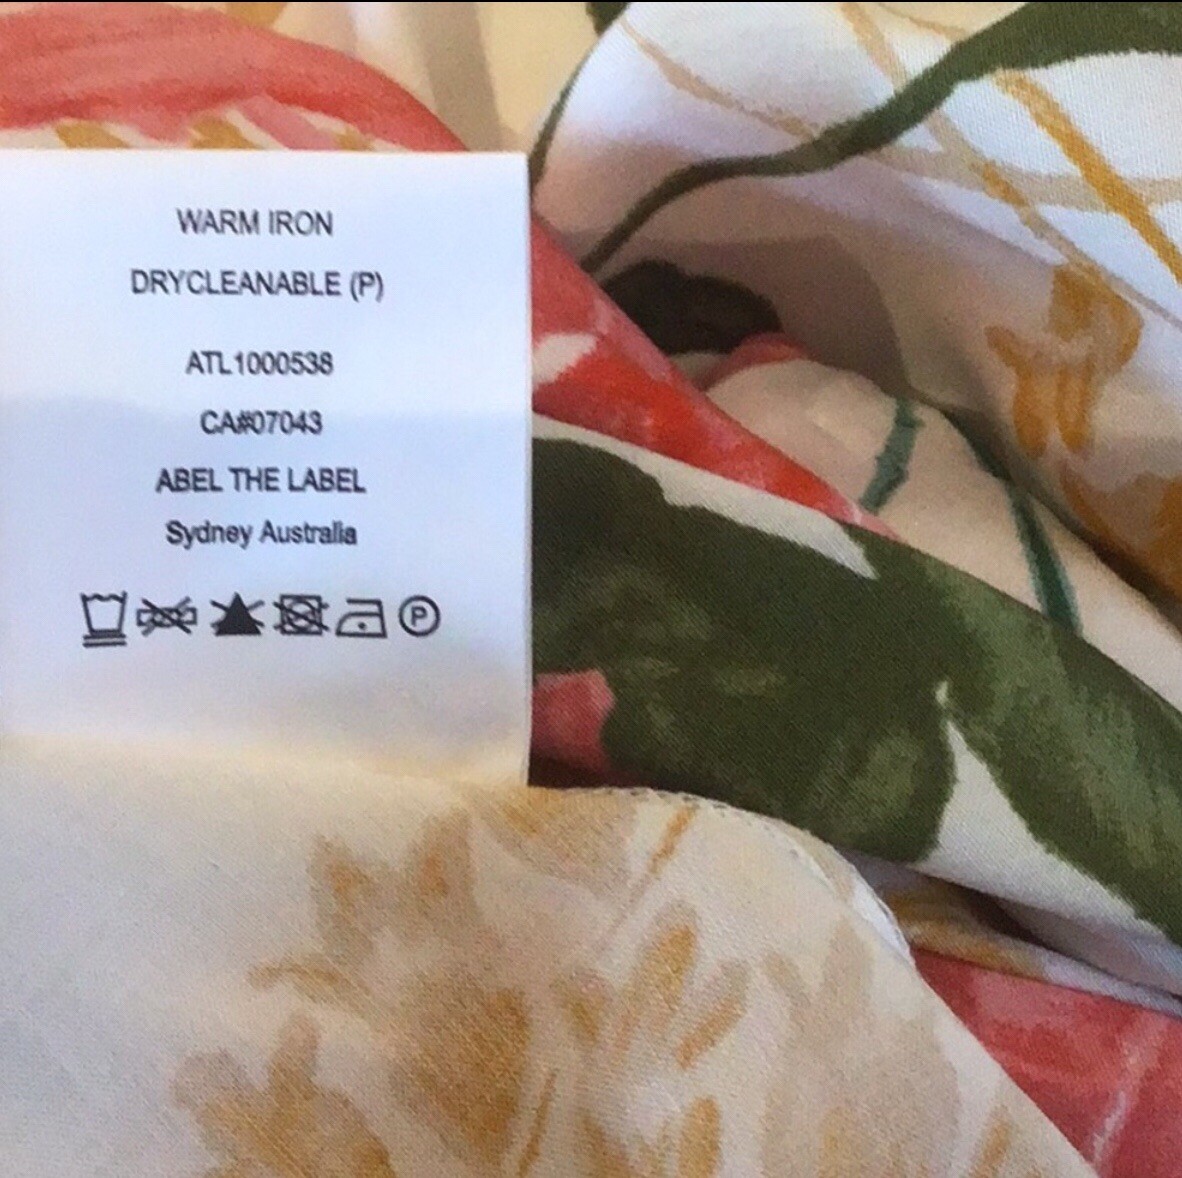 WARM IRON
DRYCLEANABLE (P)
ATL1000538
CA#07043
ABEL THE LABEL
Sydney Australia
P